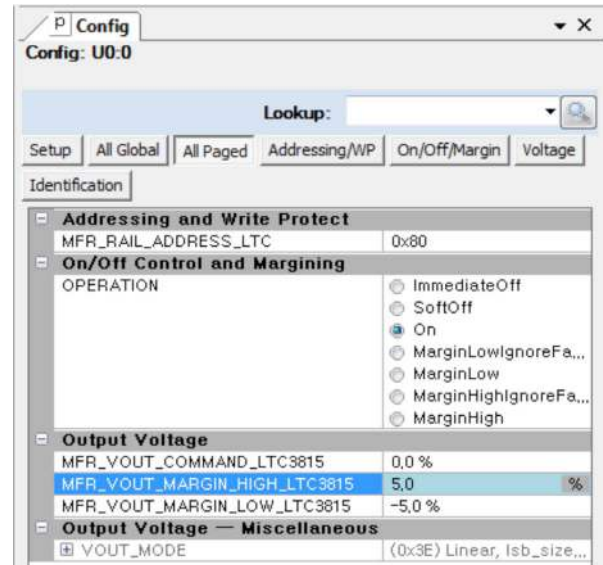 Config
Config: U0:0
Lookup:
Setup All Global All Paged Addressing/WP On/Off/Margin Voltage
Identification
Addressing and Write Protect
MFR_RAIL_ADDRESS_LTC 0x80
On/Off Control and Margining
OPERATION ImmediateOff
SoftOff
On
MarginLowIgnoreFa...
MarginLow
MarginHighIgnoreFa...
MarginHigh
Output Voltage
MFR_VOUT_COMMAND_LTC3815 0,0 %
MFR_VOUT_MARGIN_HIGH_LTC3815 5,0 %
MFR_VOUT_MARGIN_LOW_LTC3815 -5,0 %
Output Voltage — Miscellaneous
VOUT_MODE (0x3E) Linear, lsb_size...